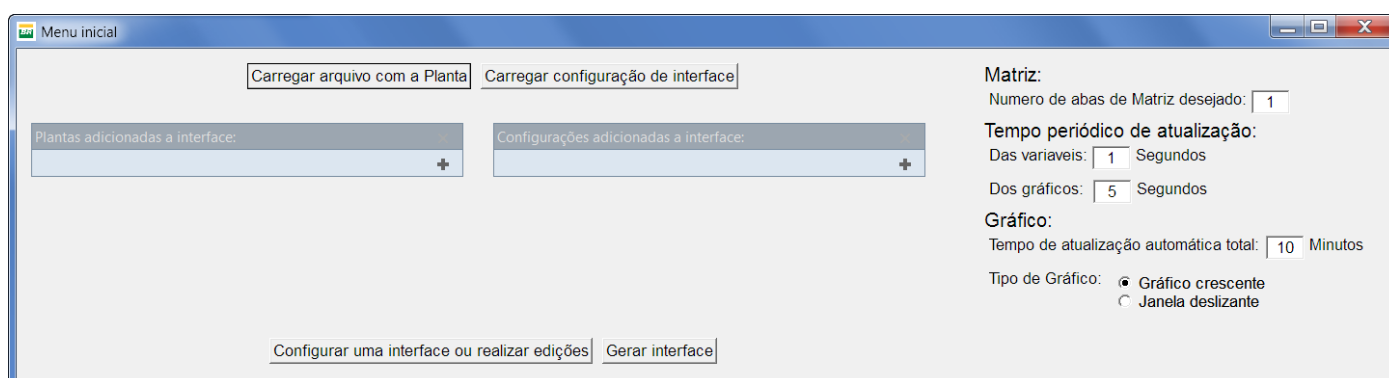 BR Menu inicial
Carregar arquivo com a Planta Carregar configuração de interface
Plantas adicionadas a interface:
Configurações adicionadas a interface:
Matriz:
Numero de abas de Matriz desejado: 1
Tempo periódico de atualização:
Das variaveis: 1 Segundos
Dos gráficos: 5 Segundos
Gráfico:
Tempo de atualização automática total: 10 Minutos
Tipo de Gráfico: Gráfico crescente
Janela deslizante
Configurar uma interface ou realizar edições Gerar interface